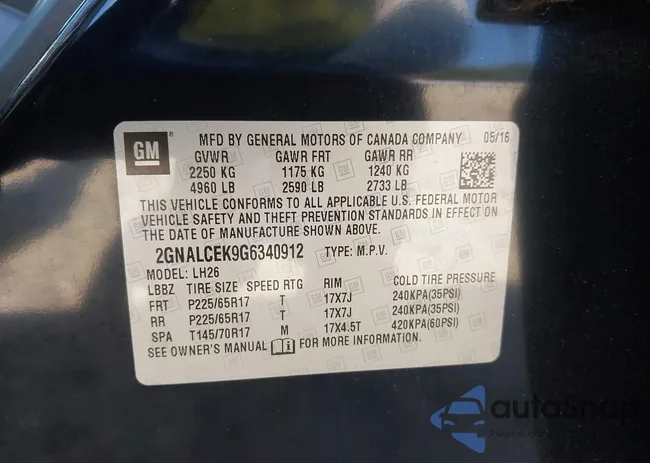 GM
MFD BY GENERAL MOTORS OF CANADA COMPANY 05/16
GVWR GAWR FRT GAWR RR
2250 KG 1175 KG 1240 KG
4960 LB 2590 LB 2733 LB
THIS VEHICLE CONFORMS TO ALL APPLICABLE U.S. FEDERAL MOTOR
VEHICLE SAFETY AND THEFT PREVENTION STANDARDS IN EFFECT ON
THE DATE OF MANUFACTURE SHOWN ABOVE.
2GNALCEK9G6340912 TYPE: M.P.V.
MODEL: LH26
LBBZ TIRE SIZE SPEED RTG RIM COLD TIRE PRESSURE
FRT P225/65R17 T 17X7J 240KPA(35PSI)
RR P225/65R17 T 17X7J 240KPA(35PSI)
SPA T145/70R17 M 17X4.5T 420KPA(60PSI)
SEE OWNER'S MANUAL FOR MORE INFORMATION.
autoSnap